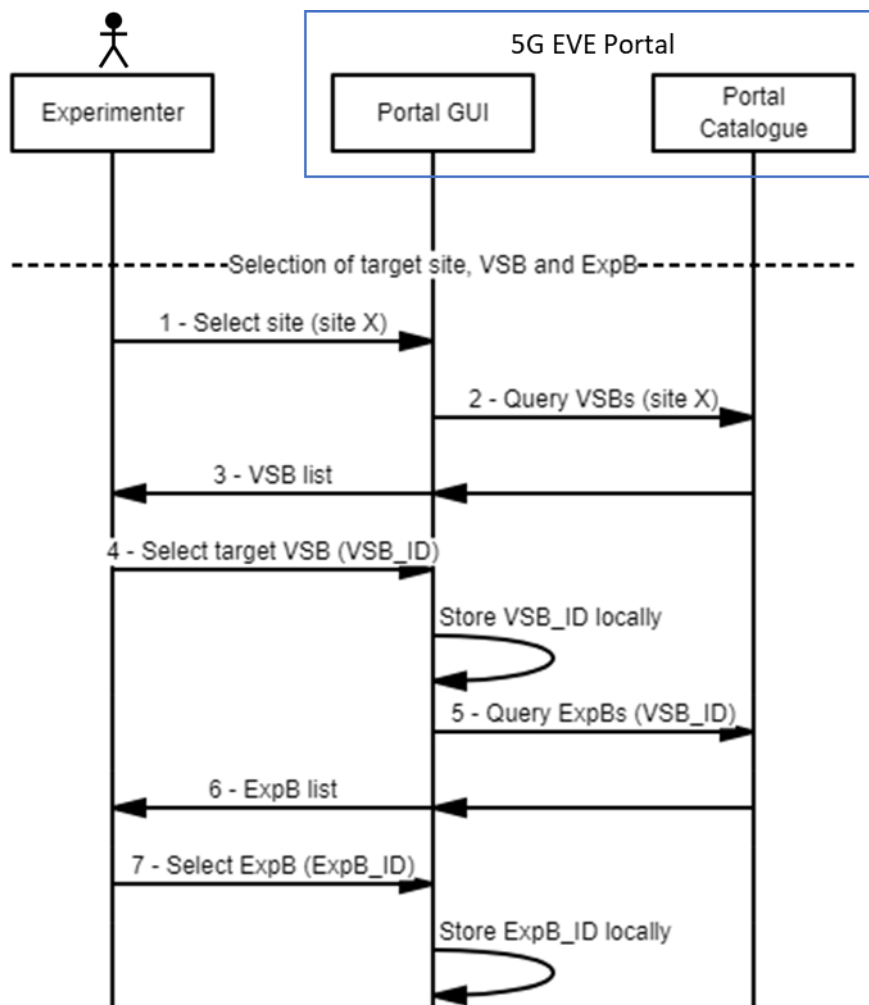 5G EVE Portal
Experimenter
Portal GUI
Portal
Catalogue
Selection of target site, VSB and ExpB
1 - Select site (site X)
2 - Query VSBs (site X)
3 - VSB list
4 - Select target VSB (VSB_ID)
Store VSB_ID locally
5 - Query ExpBs (VSB_ID)
6 - ExpB list
7 - Select ExpB (ExpB_ID)
Store ExpB_ID locally